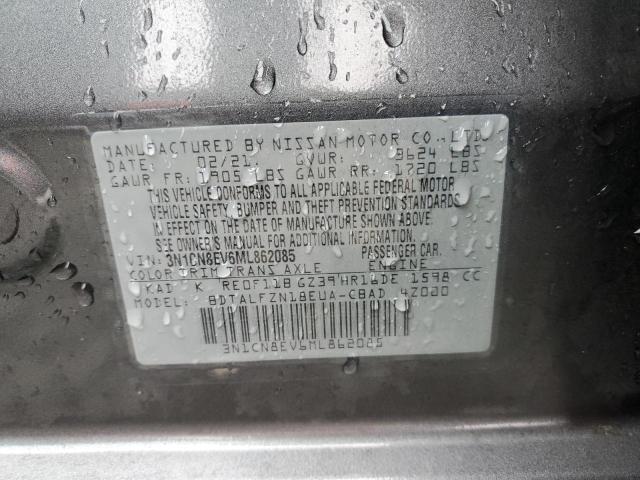 MANUFACTURED BY NISSAN MOTOR CO.,LTD.
DATE: 02/21 GVWR: 3624 LBS
GAWR FR: 1905 LBS GAWR RR: 1720 LBS
THIS VEHICLE CONFORMS TO ALL APPLICABLE FEDERAL MOTOR
VEHICLE SAFETY, BUMPER AND THEFT PREVENTION STANDARDS
IN EFFECT ON THE DATE OF MANUFACTURE SHOWN ABOVE.
SEE OWNER'S MANUAL FOR ADDITIONAL INFORMATION.
VIN: 3N1CN8EV6ML862085 PASSENGER CAR.
COLOR TRIM TRANS AXLE ENGINE
KAD K RE0F11B GZ39 HR16DE 1598 CC
BDTALFZN18EUA-CBAD 4Z000
3N1CN8EV6ML862085